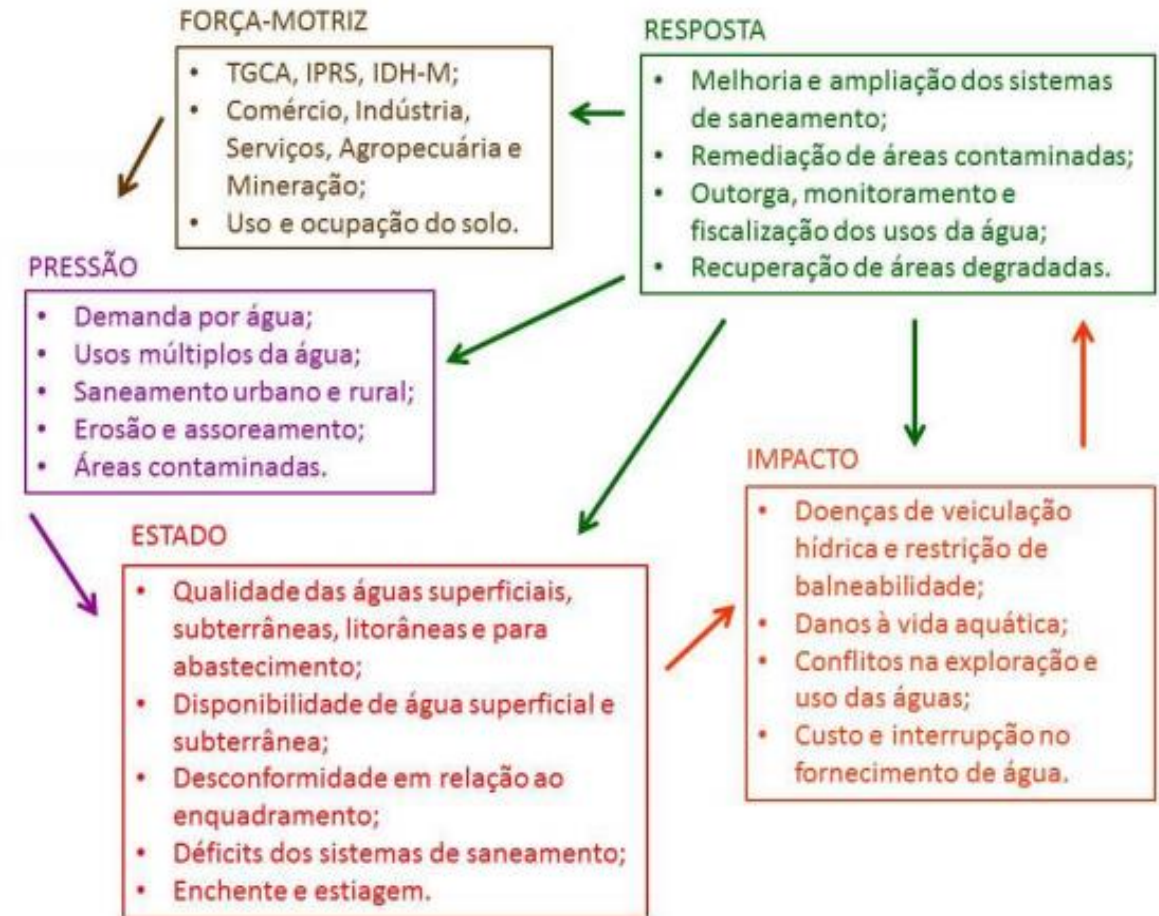 FORÇA-MOTRIZ
• TGCA, IPRS, IDH-M;
• Comércio, Indústria,
Serviços, Agropecuária e
Mineração;
• Uso e ocupação do solo.
RESPOSTA
• Melhoria e ampliação dos sistemas
de saneamento;
• Remediação de áreas contaminadas;
• Outorga, monitoramento e
fiscalização dos usos da água;
• Recuperação de áreas degradadas.
PRESSÃO
• Demanda por água;
• Usos múltiplos da água;
• Saneamento urbano e rural;
• Erosão e assoreamento;
• Áreas contaminadas.
ESTADO
• Qualidade das águas superficiais,
subterrâneas, litorâneas e para
abastecimento;
• Disponibilidade de água superficial e
subterrânea;
• Desconformidade em relação ao
enquadramento;
• Déficits dos sistemas de saneamento;
• Enchente e estiagem.
IMPACTO
• Doenças de veiculação
hídrica e restrição de
balneabilidade;
• Danos à vida aquática;
• Conflitos na exploração e
uso das águas;
• Custo e interrupção no
fornecimento de água.